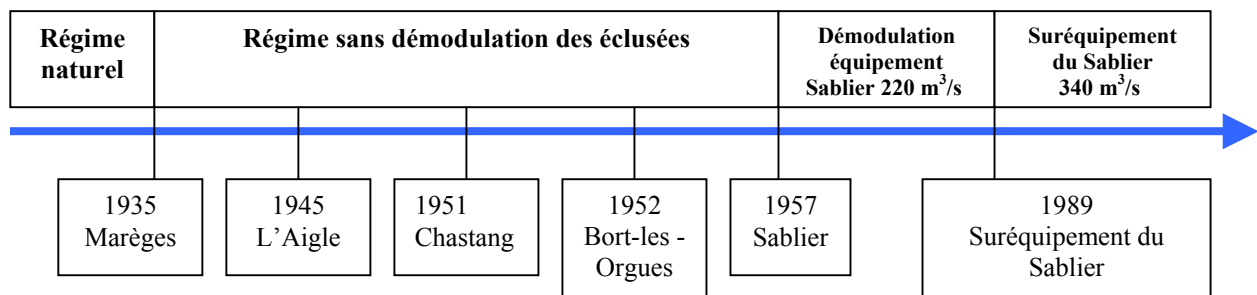 Régime
naturel
Régime sans démodulation des éclusées
Démodulation
équipement
Sablier 220 m³/s
Suréquipement
du Sablier
340 m³/s
1935
Marèges
1945
L’Aigle
1951
Chastang
1952
Bort-les -
Orgues
1957
Sablier
1989
Suréquipement du
Sablier